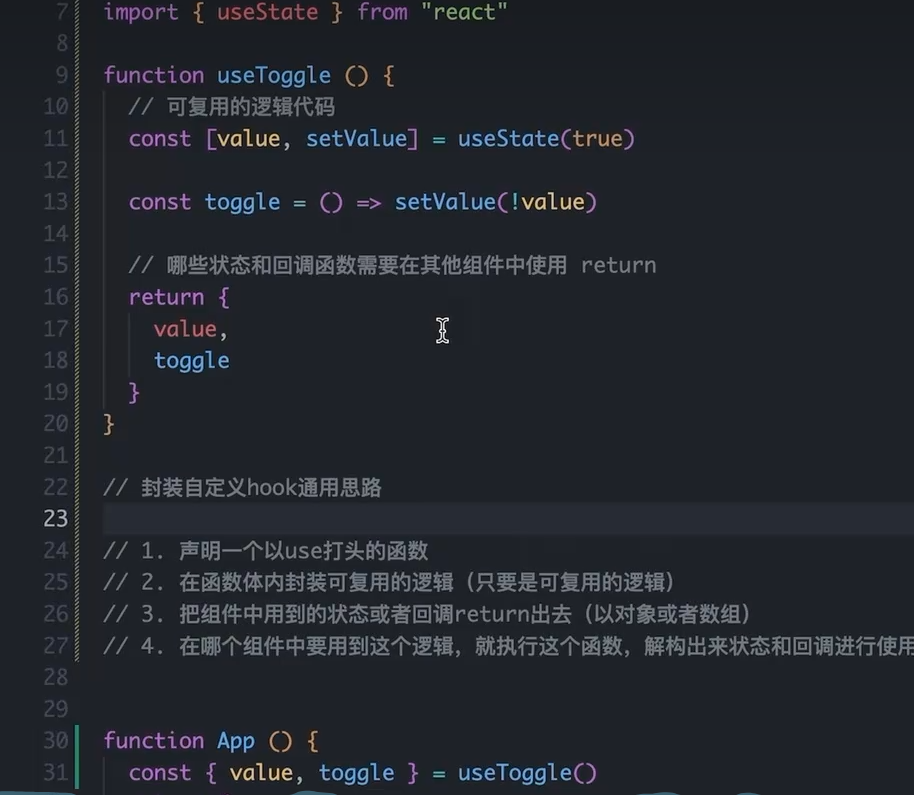 7 import { useState } from "react"
8
9 function useToggle () {
10 // 可复用的逻辑代码
11 const [value, setValue] = useState(true)
12
13 const toggle = () => setValue(!value)
14
15 // 哪些状态和回调函数需要在其他组件中使用 return
16 return {
17 value,
18 toggle
19 }
20 }
21
22 // 封装自定义hook通用思路
23
24 // 1. 声明一个以use打头的函数
25 // 2. 在函数体内封装可复用的逻辑（只要是可复用的逻辑）
26 // 3. 把组件中用到的状态或者回调return出去（以对象或者数组）
27 // 4. 在哪个组件中要用到这个逻辑，就执行这个函数，解构出来状态和回调进行使用
28
29
30 function App () {
31 const { value, toggle } = useToggle()